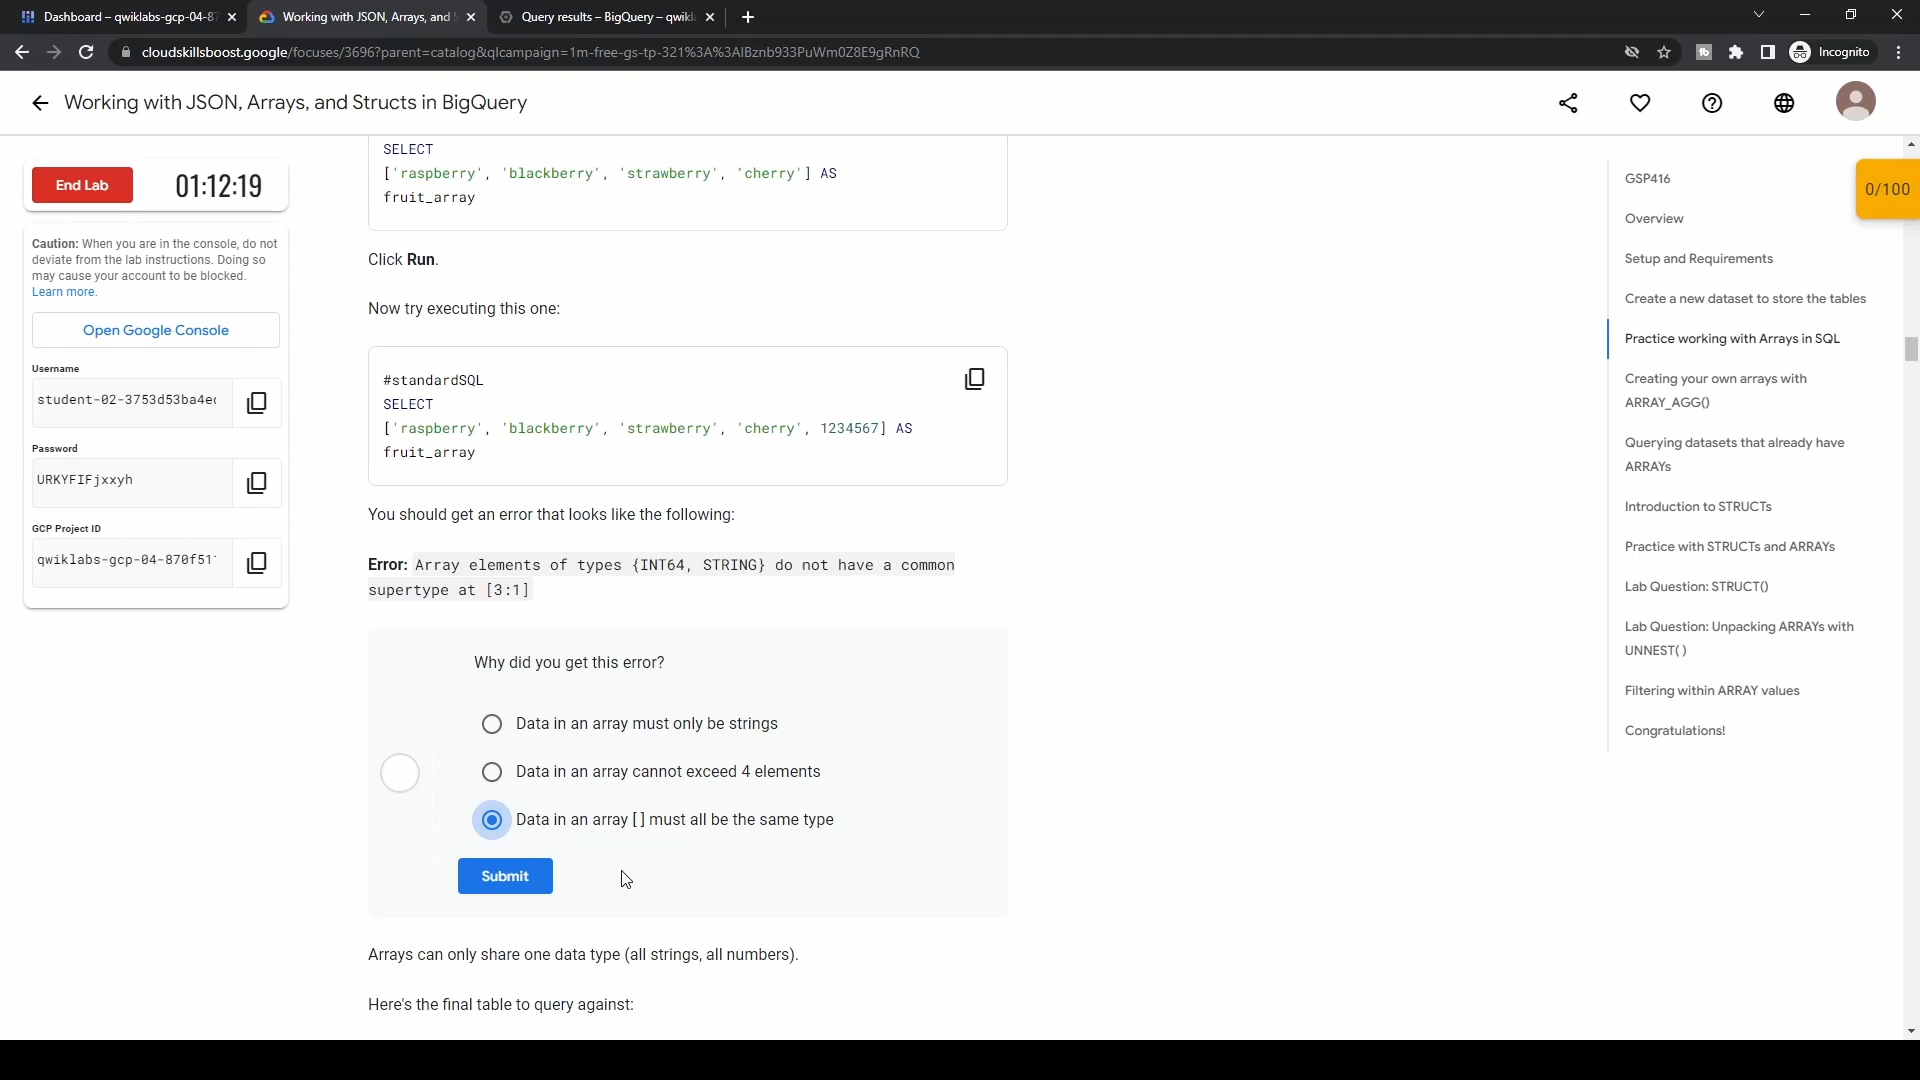 Dashboard – qwiklabs-gcp-04-87
Working with JSON, Arrays, and S
Query results – BigQuery – qwikl
cloudskillsboost.google/focuses/3696?parent=catalog&qlcampaign=1m-free-gs-tp-321%3A%3AIBznb933PuWm0Z8E9gRnRQ
Incognito
Working with JSON, Arrays, and Structs in BigQuery
End Lab
01:12:19
Caution: When you are in the console, do not
deviate from the lab instructions. Doing so
may cause your account to be blocked.
Learn more.
Open Google Console
Username
student-02-3753d53ba4ec
Password
URKYFIFjxxyh
GCP Project ID
qwiklabs-gcp-04-870f51
SELECT
['raspberry', 'blackberry', 'strawberry', 'cherry'] AS
fruit_array
Click Run.
Now try executing this one:
#standardSQL
SELECT
['raspberry', 'blackberry', 'strawberry', 'cherry', 1234567] AS
fruit_array
You should get an error that looks like the following:
Error: Array elements of types {INT64, STRING} do not have a common
supertype at [3:1]
Why did you get this error?
Data in an array must only be strings
Data in an array cannot exceed 4 elements
Data in an array [ ] must all be the same type
Submit
Arrays can only share one data type (all strings, all numbers).
Here's the final table to query against:
0/100
GSP416
Overview
Setup and Requirements
Create a new dataset to store the tables
Practice working with Arrays in SQL
Creating your own arrays with
ARRAY_AGG()
Querying datasets that already have
ARRAYs
Introduction to STRUCTs
Practice with STRUCTs and ARRAYs
Lab Question: STRUCT()
Lab Question: Unpacking ARRAYs with
UNNEST( )
Filtering within ARRAY values
Congratulations!